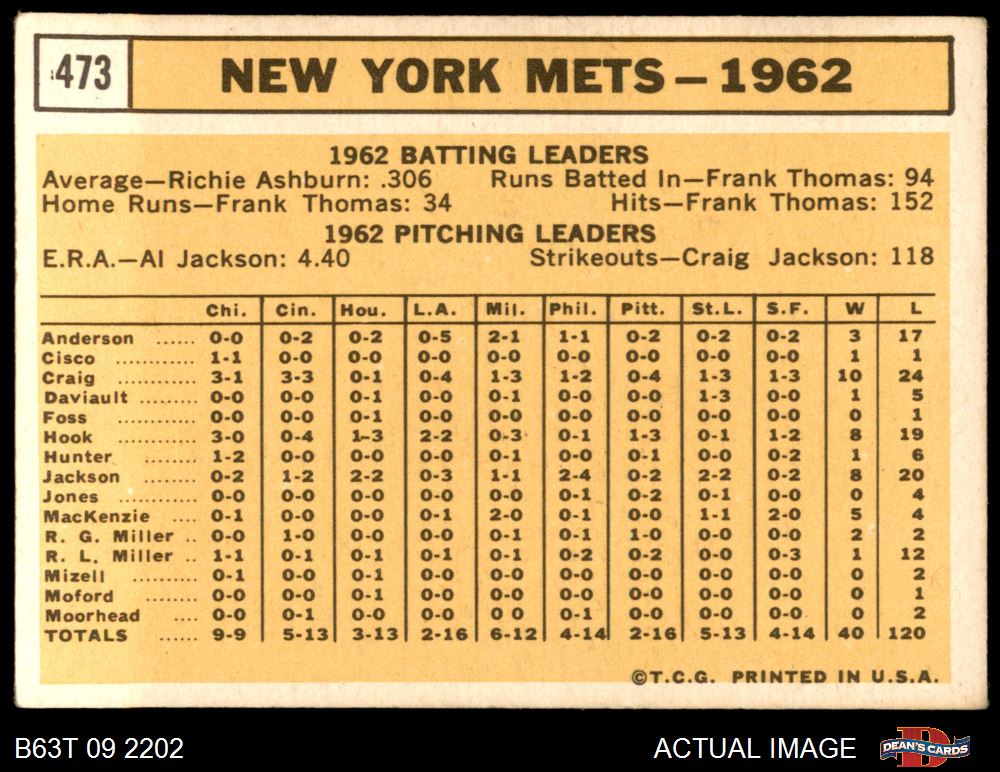 473 NEW YORK METS — 1962
1962 BATTING LEADERS
Average—Richie Ashburn: .306 Runs Batted In—Frank Thomas: 94
Home Runs—Frank Thomas: 34 Hits—Frank Thomas: 152
1962 PITCHING LEADERS
E.R.A.—Al Jackson: 4.40 Strikeouts—Craig Jackson: 118
Chi. Cin. Hou. L.A. Mil. Phil. Pitt. St.L. S.F. W L
Anderson ...... 0-0 0-2 0-2 0-5 2-1 1-1 0-2 0-2 0-2 3 17
Cisco ............ 1-1 0-0 0-0 0-0 0-0 0-0 0-0 0-0 0-0 1 1
Craig ............ 3-1 3-3 0-1 0-4 1-3 1-2 0-4 1-3 1-3 10 24
Daviault ......... 0-0 0-0 0-1 0-0 0-1 0-0 0-0 1-3 0-0 1 5
Foss ............ 0-0 0-0 0-1 0-0 0-0 0-0 0-0 0-0 0-0 0 1
Hook ............ 3-0 0-4 1-3 2-2 0-3 0-1 1-3 0-1 1-2 8 19
Hunter ........ 1-2 0-0 0-0 0-0 0-1 0-0 0-1 0-0 0-2 1 6
Jackson ........ 0-2 1-2 2-2 0-3 1-1 2-4 0-2 2-2 0-2 8 20
Jones ............ 0-0 0-0 0-0 0-0 0-0 0-1 0-2 0-1 0-0 0 4
MacKenzie .... 0-1 0-0 0-0 0-1 2-0 0-1 0-0 1-1 2-0 5 4
R. G. Miller .. 0-0 1-0 0-0 0-0 0-1 0-1 1-0 0-0 0-0 2 2
R. L. Miller .. 1-1 0-1 0-1 0-1 0-1 0-2 0-2 0-0 0-3 1 12
Mizell .......... 0-1 0-0 0-1 0-0 0-0 0-0 0-0 0-0 0-0 0 2
Moford ........ 0-0 0-0 0-1 0-0 0-0 0-0 0-0 0-0 0-0 0 1
Moorhead .... 0-0 0-1 0-0 0-0 0 0 0-1 0-0 0-0 0-0 0 2
TOTALS ...... 9-9 5-13 3-13 2-16 6-12 4-14 2-16 5-13 4-14 40 120
©T.C.G. PRINTED IN U.S.A.
B63T 09 2202 ACTUAL IMAGE D DEAN'S CARDS